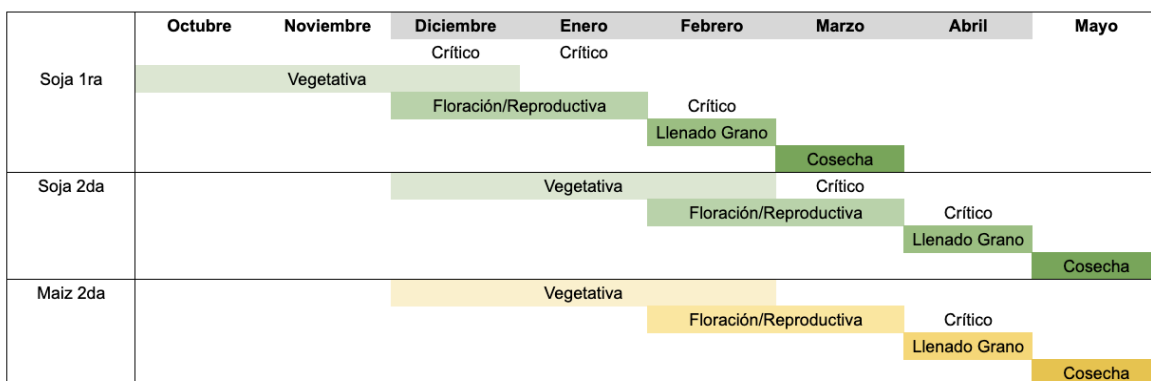 Octubre Noviembre Diciembre Enero Febrero Marzo Abril Mayo
Crítico Crítico
Soja 1ra Vegetativa
Floración/Reproductiva Crítico
Llenado Grano
Cosecha
Soja 2da Vegetativa Crítico
Floración/Reproductiva Crítico
Llenado Grano
Cosecha
Maiz 2da Vegetativa
Floración/Reproductiva Crítico
Llenado Grano
Cosecha